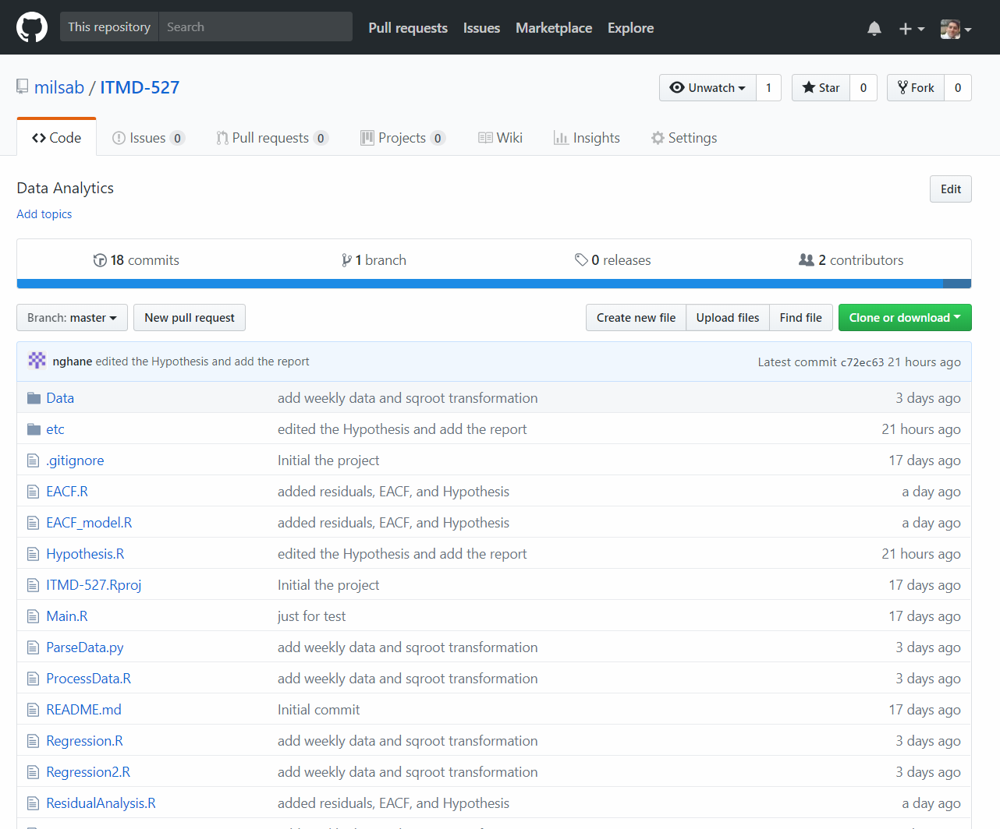 This repository Search Pull requests Issues Marketplace Explore
milsab / ITMD-527 Unwatch 1 Star 0 Fork 0
Code Issues 0 Pull requests 0 Projects 0 Wiki Insights Settings
Data Analytics Edit
Add topics
18 commits 1 branch 0 releases 2 contributors
Branch: master New pull request Create new file Upload files Find file Clone or download
nghane edited the Hypothesis and add the report Latest commit c72ec63 21 hours ago
Data add weekly data and sqroot transformation 3 days ago
etc edited the Hypothesis and add the report 21 hours ago
.gitignore Initial the project 17 days ago
EACF.R added residuals, EACF, and Hypothesis a day ago
EACF_model.R added residuals, EACF, and Hypothesis a day ago
Hypothesis.R edited the Hypothesis and add the report 21 hours ago
ITMD-527.Rproj Initial the project 17 days ago
Main.R just for test 17 days ago
ParseData.py add weekly data and sqroot transformation 3 days ago
ProcessData.R add weekly data and sqroot transformation 3 days ago
README.md Initial commit 17 days ago
Regression.R add weekly data and sqroot transformation 3 days ago
Regression2.R add weekly data and sqroot transformation 3 days ago
ResidualAnalysis.R added residuals, EACF, and Hypothesis a day ago